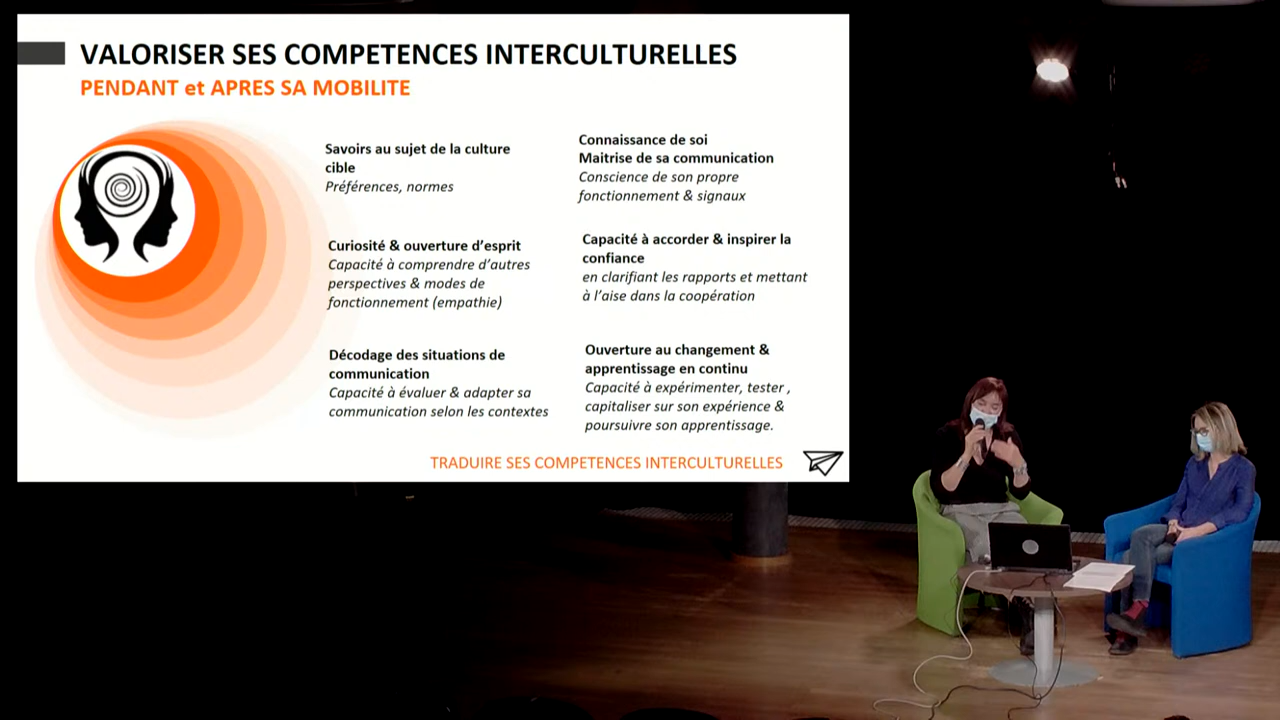 VALORISER SES COMPETENCES INTERCULTURELLES
PENDANT et APRES SA MOBILITE
Savoirs au sujet de la culture
cible
Préférences, normes
Curiosité & ouverture d'esprit
Capacité à comprendre d'autres
perspectives & modes de
fonctionnement (empathie)
Décodage des situations de
communication
Capacité à évaluer & adapter sa
communication selon les contextes
Connaissance de soi
Maitrise de sa communication
Conscience de son propre
fonctionnement & signaux
Capacité à accorder & inspirer la
confiance
en clarifiant les rapports et mettant
à l'aise dans la coopération
Ouverture au changement &
apprentissage en continu
Capacité à expérimenter, tester ,
capitaliser sur son expérience &
poursuivre son apprentissage.
TRADUIRE SES COMPETENCES INTERCULTURELLES